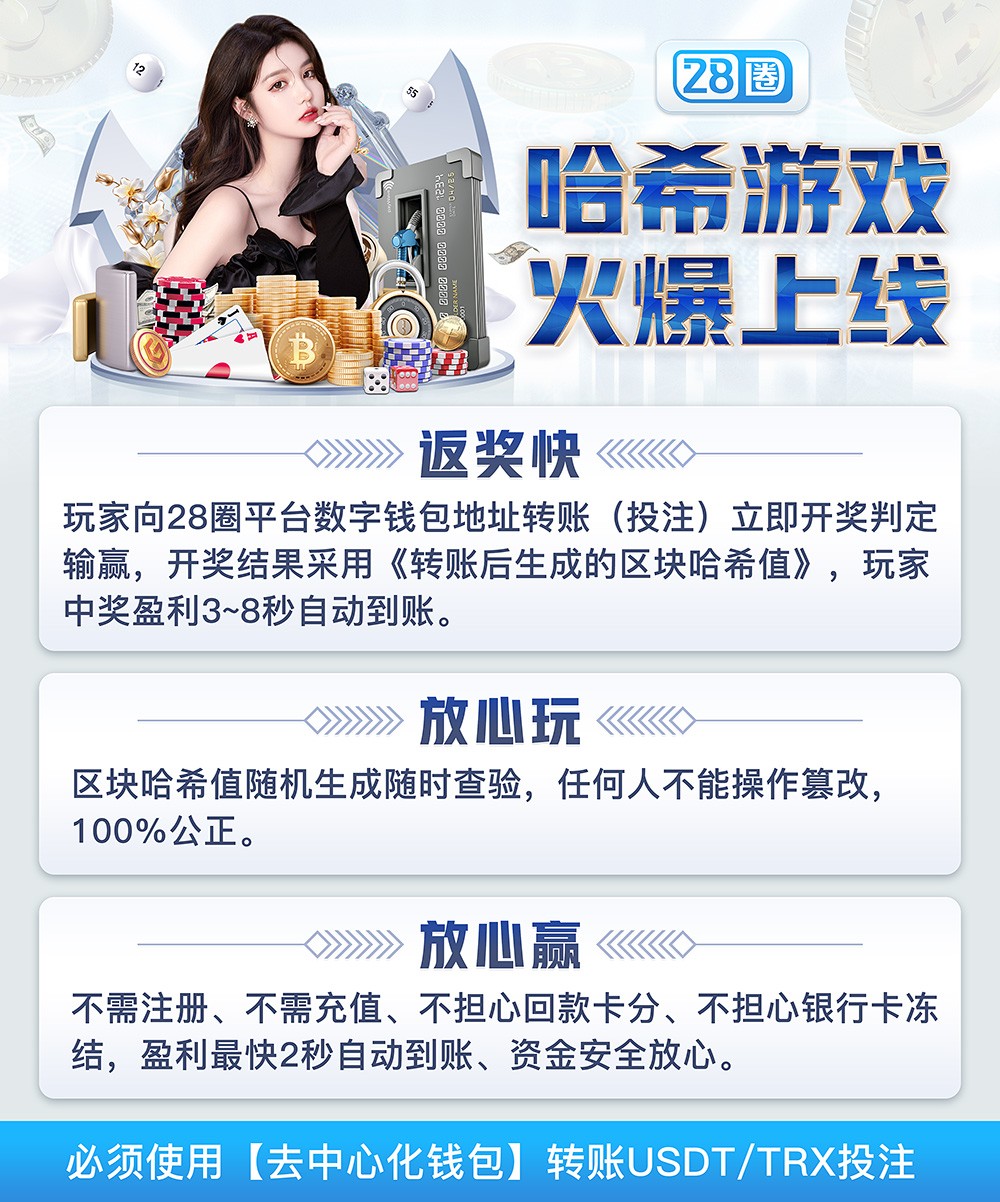 12
55
28圈
哈希游戏
火爆上线
返奖快
玩家向28圈平台数字钱包地址转账（投注）立即开奖判定
输赢，开奖结果采用《转账后生成的区块哈希值》，玩家
中奖盈利3~8秒自动到账。
放心玩
区块哈希值随机生成随时查验，任何人不能操作篡改，
100%公正。
放心赢
不需注册、不需充值、不担心回款卡分、不担心银行卡冻
结，盈利最快2秒自动到账、资金安全放心。
必须使用【去中心化钱包】转账USDT/TRX投注